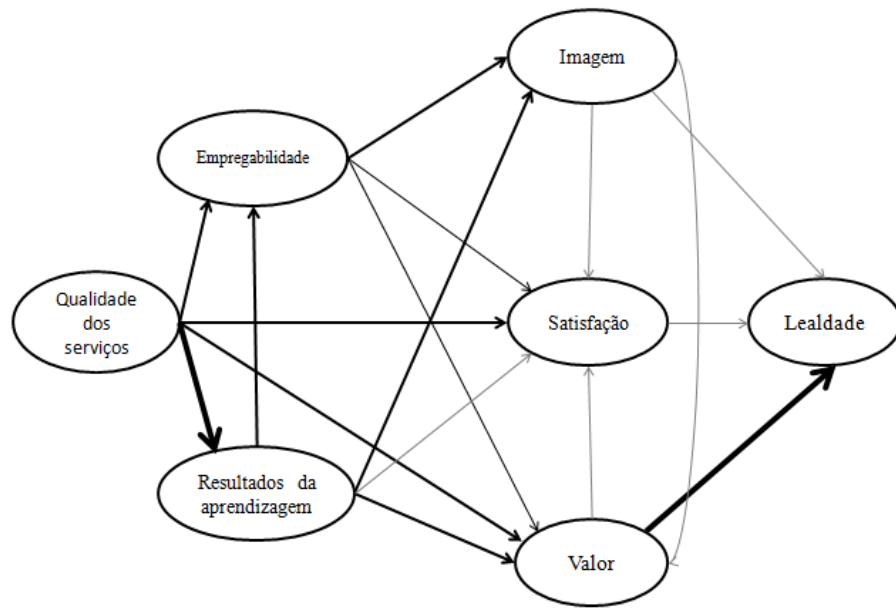 Imagem
Empregabilidade
Qualidade
dos
serviços
Satisfação
Lealdade
Resultados da
aprendizagem
Valor